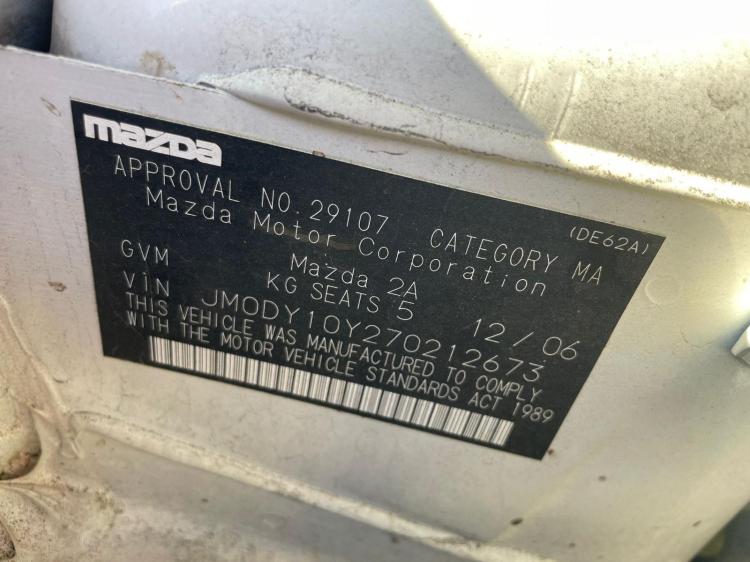 mazda
APPROVAL NO.29107 CATEGORY MA (DE62A)
Mazda Motor Corporation
Mazda 2A 12/06
GVM KG SEATS 5
VIN JM0DY10Y270212673
THIS VEHICLE WAS MANUFACTURED TO COMPLY
WITH THE MOTOR VEHICLE STANDARDS ACT 1989